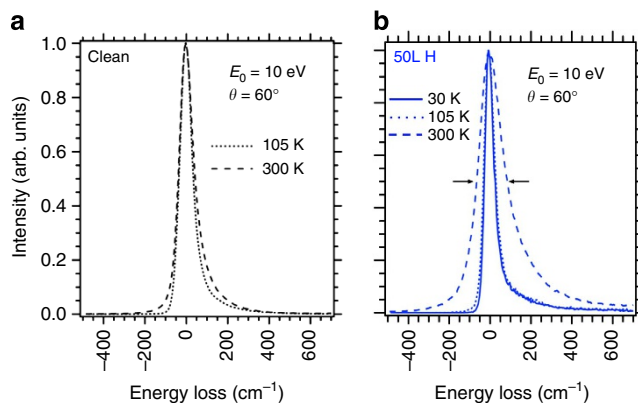 a
Clean
E₀ = 10 eV
θ = 60°
105 K
300 K
Intensity (arb. units)
1.0
0.8
0.6
0.4
0.2
0.0
−400
−200
0
200
400
600
Energy loss (cm⁻¹)
b
50L H
E₀ = 10 eV
θ = 60°
30 K
105 K
300 K
−400
−200
0
200
400
600
Energy loss (cm⁻¹)